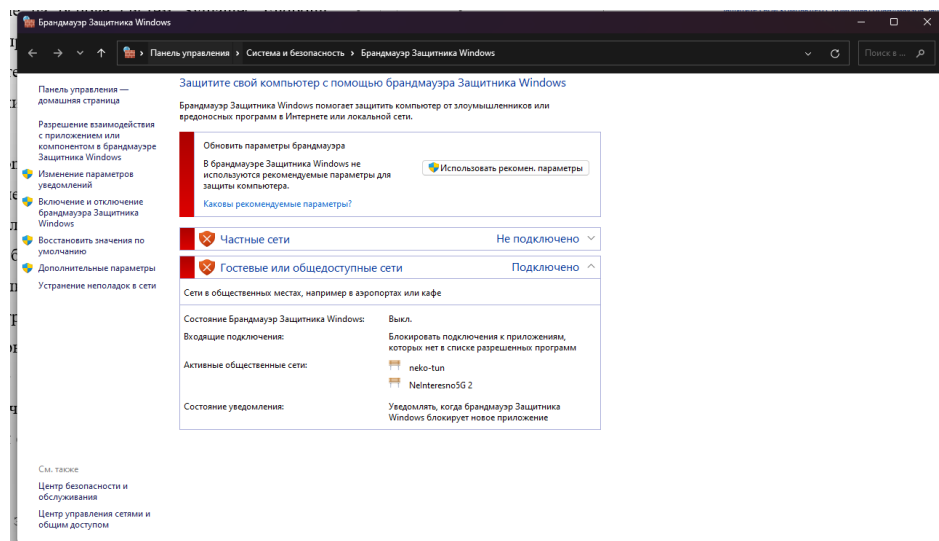 Брандмауэр Защитника Windows
Панель управления › Система и безопасность › Брандмауэр Защитника Windows
Поиск в ...
Панель управления —
домашняя страница
Разрешение взаимодействия
с приложением или
компонентом в брандмауэре
Защитника Windows
Изменение параметров
уведомлений
Включение и отключение
брандмауэра Защитника
Windows
Восстановить значения по
умолчанию
Дополнительные параметры
Устранение неполадок в сети
См. также
Центр безопасности и
обслуживания
Центр управления сетями и
общим доступом
Защитите свой компьютер с помощью брандмауэра Защитника Windows
Брандмауэр Защитника Windows помогает защитить компьютер от злоумышленников или
вредоносных программ в Интернете или локальной сети.
Обновить параметры брандмауэра
В брандмауэре Защитника Windows не
используются рекомендуемые параметры для
защиты компьютера.
Использовать рекомен. параметры
Каковы рекомендуемые параметры?
Частные сети Не подключено
Гостевые или общедоступные сети Подключено
Сети в общественных местах, например в аэропортах или кафе
Состояние Брандмауэр Защитника Windows: Выкл.
Входящие подключения: Блокировать подключения к приложениям,
которых нет в списке разрешенных программ
Активные общественные сети: neko-tun
NeInteresno5G 2
Состояние уведомления: Уведомлять, когда брандмауэр Защитника
Windows блокирует новое приложение